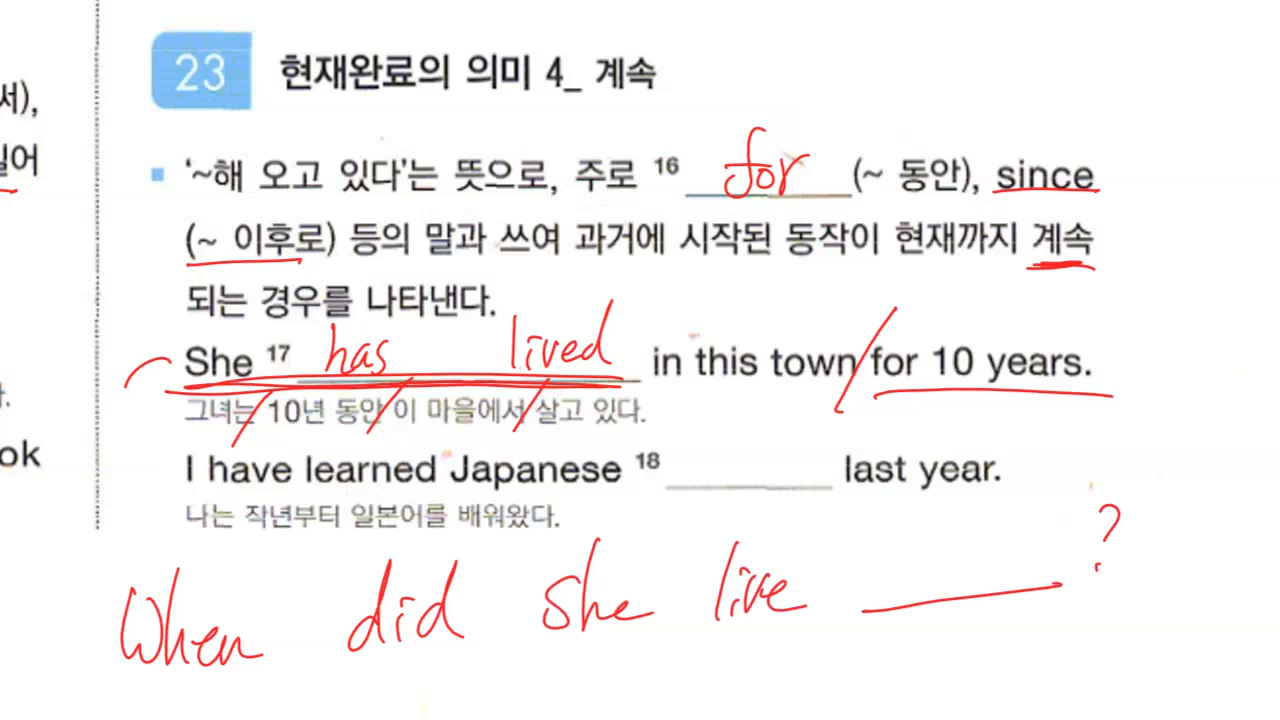 써),
일어
23 현재완료의 의미 4_ 계속
'~해 오고 있다'는 뜻으로, 주로 16 for (~ 동안), since
(~ 이후로) 등의 말과 쓰여 과거에 시작된 동작이 현재까지 계속
되는 경우를 나타낸다.
She 17 has lived in this town / for 10 years.
그녀는 / 10년 동안 / 이 마을에서 / 살고 있다.
ook
I have learned Japanese 18 ______ last year.
나는 작년부터 일본어를 배워왔다.
When did she live ______?